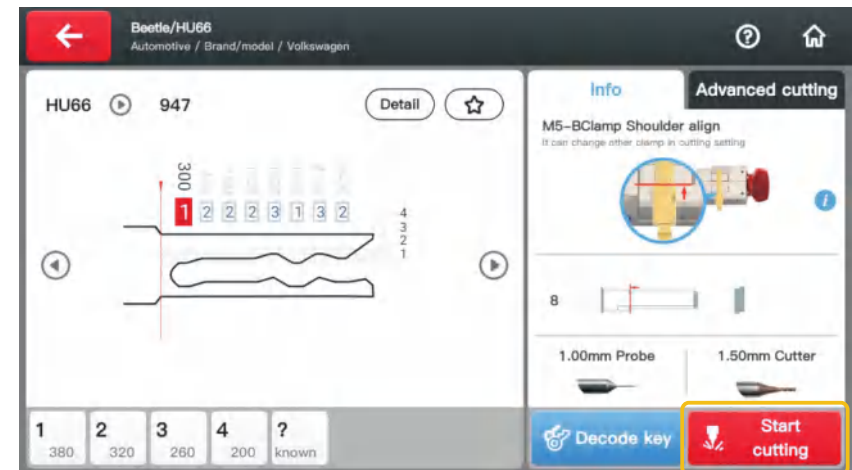 Beetle/HU66
Automotive / Brand/model / Volkswagen
HU66
947
Detail
300
1 2 2 2 3 1 3 2
4
3
2
1
1
380
2
320
3
260
4
200
?
known
Info
Advanced cutting
M5-BClamp Shoulder align
It can change other clamp in cutting setting
8
1.00mm Probe
1.50mm Cutter
Decode key
Start
cutting